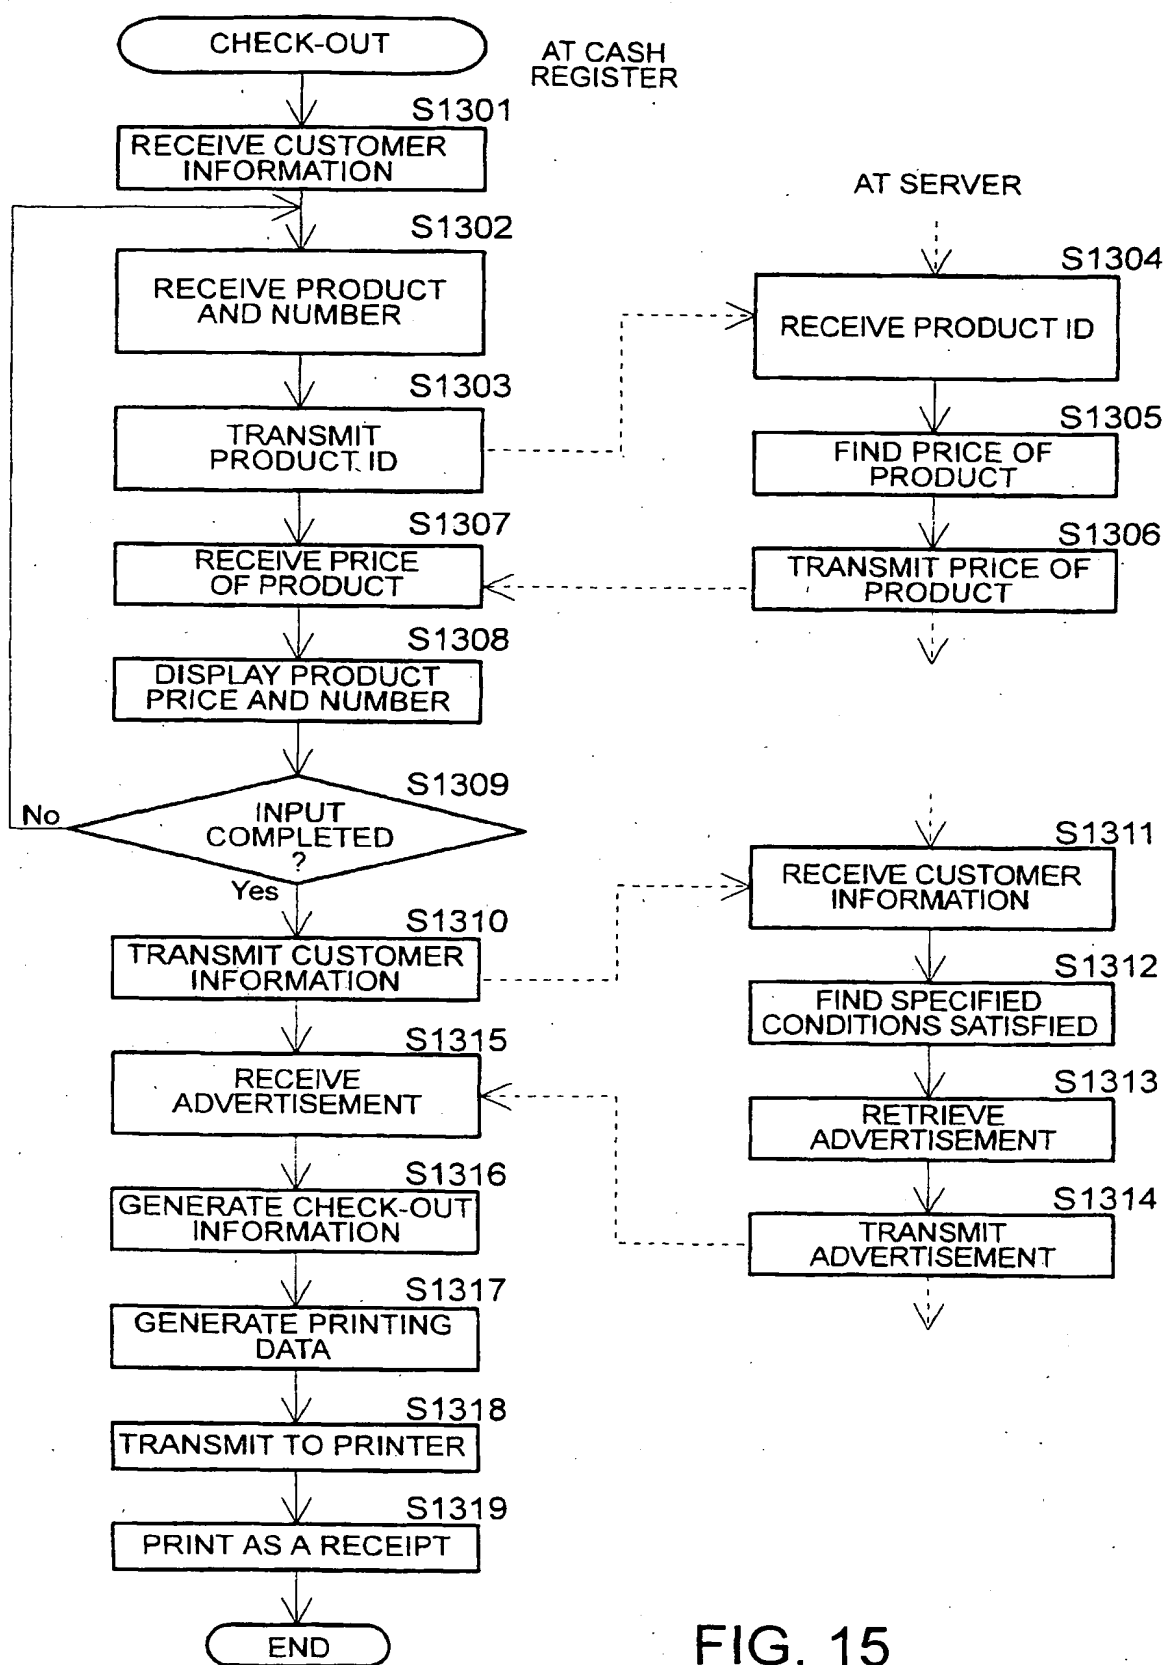 CHECK-OUT
AT CASH
REGISTER
S1301
RECEIVE CUSTOMER
INFORMATION
S1302
RECEIVE PRODUCT
AND NUMBER
S1303
TRANSMIT
PRODUCT ID
S1307
RECEIVE PRICE
OF PRODUCT
S1308
DISPLAY PRODUCT
PRICE AND NUMBER
S1309
INPUT
COMPLETED
?
No
Yes
S1310
TRANSMIT CUSTOMER
INFORMATION
S1315
RECEIVE
ADVERTISEMENT
S1316
GENERATE CHECK-OUT
INFORMATION
S1317
GENERATE PRINTING
DATA
S1318
TRANSMIT TO PRINTER
S1319
PRINT AS A RECEIPT
END
AT SERVER
S1304
RECEIVE PRODUCT ID
S1305
FIND PRICE OF
PRODUCT
S1306
TRANSMIT PRICE OF
PRODUCT
S1311
RECEIVE CUSTOMER
INFORMATION
S1312
FIND SPECIFIED
CONDITIONS SATISFIED
S1313
RETRIEVE
ADVERTISEMENT
S1314
TRANSMIT
ADVERTISEMENT
FIG. 15